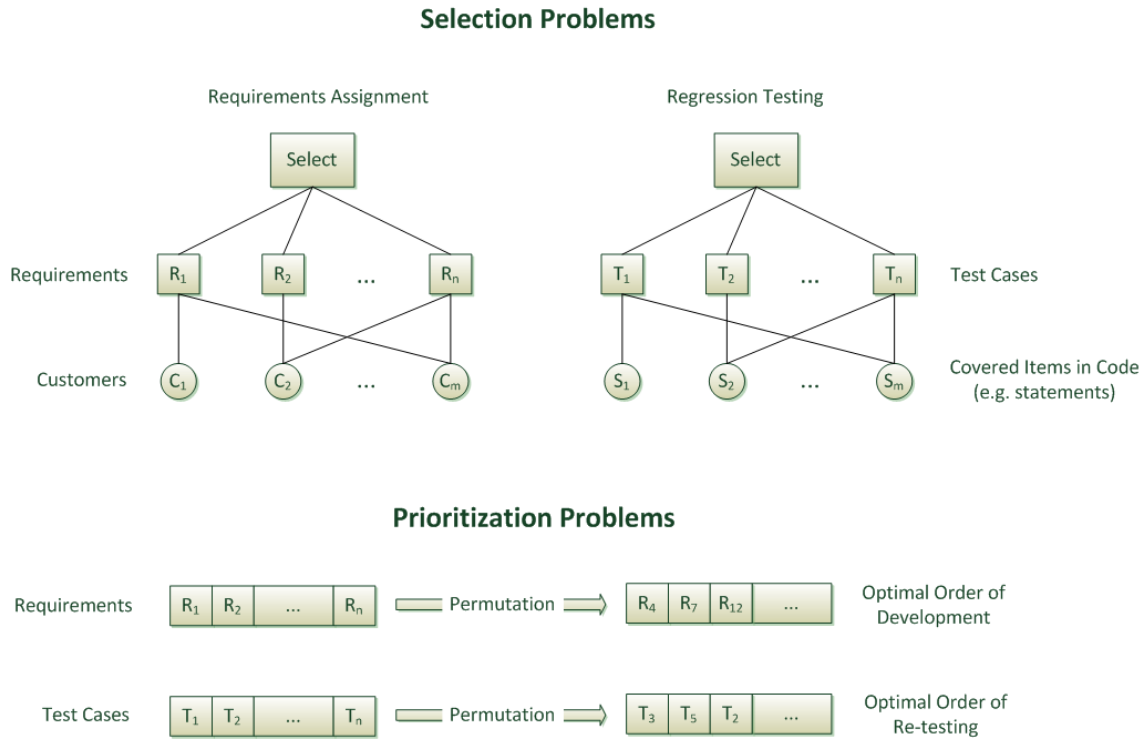 Selection Problems
Requirements Assignment
Regression Testing
Select
Select
Requirements
R1
R2
...
Rn
T1
T2
...
Tn
Test Cases
Customers
C1
C2
...
Cm
S1
S2
...
Sm
Covered Items in Code
(e.g. statements)
Prioritization Problems
Requirements
R1 R2 ... Rn
Permutation
R4 R7 R12 ...
Optimal Order of
Development
Test Cases
T1 T2 ... Tn
Permutation
T3 T5 T2 ...
Optimal Order of
Re-testing